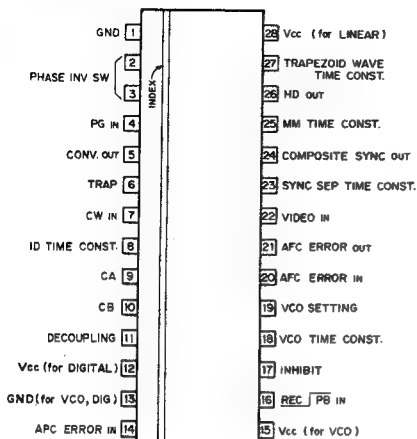 GND 1
PHASE INV SW
2
3
PG IN 4
CONV. OUT 5
TRAP 6
CW IN 7
ID TIME CONST. 8
CA 9
CB 10
DECOUPLING 11
Vcc (for DIGITAL) 12
GND (for VCO, DIG) 13
APC ERROR IN 14
INDEX
28 Vcc (for LINEAR)
27 TRAPEZOID WAVE
TIME CONST.
26 HD OUT
25 MM TIME CONST.
24 COMPOSITE SYNC OUT
23 SYNC SEP TIME CONST.
22 VIDEO IN
21 AFC ERROR OUT
20 AFC ERROR IN
19 VCO SETTING
18 VCO TIME CONST.
17 INHIBIT
16 REC PB IN
15 Vcc (for VCO)